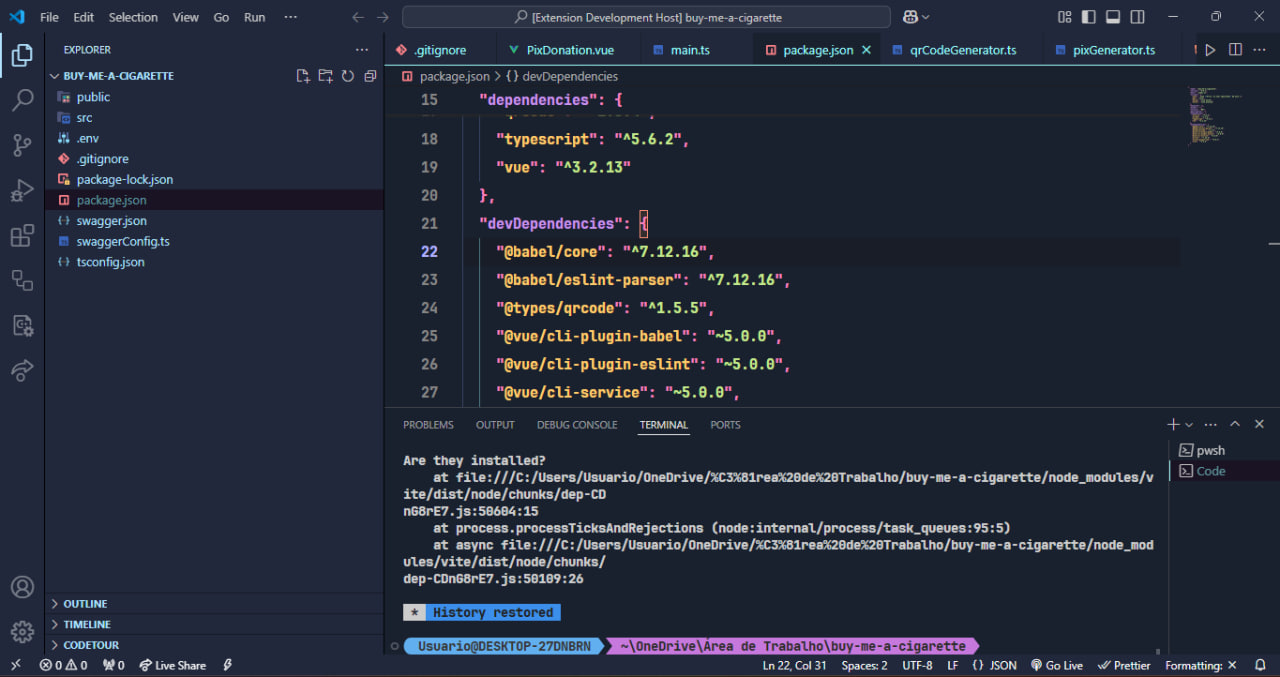 File Edit Selection View Go Run ···
[Extension Development Host] buy-me-a-cigarette
EXPLORER ···
.gitignore
PixDonation.vue
main.ts
package.json
qrCodeGenerator.ts
pixGenerator.ts
BUY-ME-A-CIGARETTE
public
src
.env
.gitignore
package-lock.json
package.json
swagger.json
swaggerConfig.ts
tsconfig.json
OUTLINE
TIMELINE
CODETOUR
package.json > {} devDependencies
15 "dependencies": {
18 "typescript": "^5.6.2",
19 "vue": "^3.2.13"
20 },
21 "devDependencies": {
22 "@babel/core": "^7.12.16",
23 "@babel/eslint-parser": "^7.12.16",
24 "@types/qrcode": "^1.5.5",
25 "@vue/cli-plugin-babel": "~5.0.0",
26 "@vue/cli-plugin-eslint": "~5.0.0",
27 "@vue/cli-service": "~5.0.0",
PROBLEMS OUTPUT DEBUG CONSOLE TERMINAL PORTS
Are they installed?
at file:///C:/Users/Usuario/OneDrive/%C3%81rea%20de%20Trabalho/buy-me-a-cigarette/node_modules/v
ite/dist/node/chunks/dep-CD
nG8rE7.js:50604:15
at process.processTicksAndRejections (node:internal/process/task_queues:95:5)
at async file:///C:/Users/Usuario/OneDrive/%C3%81rea%20de%20Trabalho/buy-me-a-cigarette/node_mod
ules/vite/dist/node/chunks/
dep-CDnG8rE7.js:50109:26
* History restored
Usuario@DESKTOP-27DNBRN ~\OneDrive\Área de Trabalho\buy-me-a-cigarette
pwsh
Code
0 0 0 Live Share
Ln 22, Col 31 Spaces: 2 UTF-8 LF {} JSON Go Live Prettier Formatting: ×